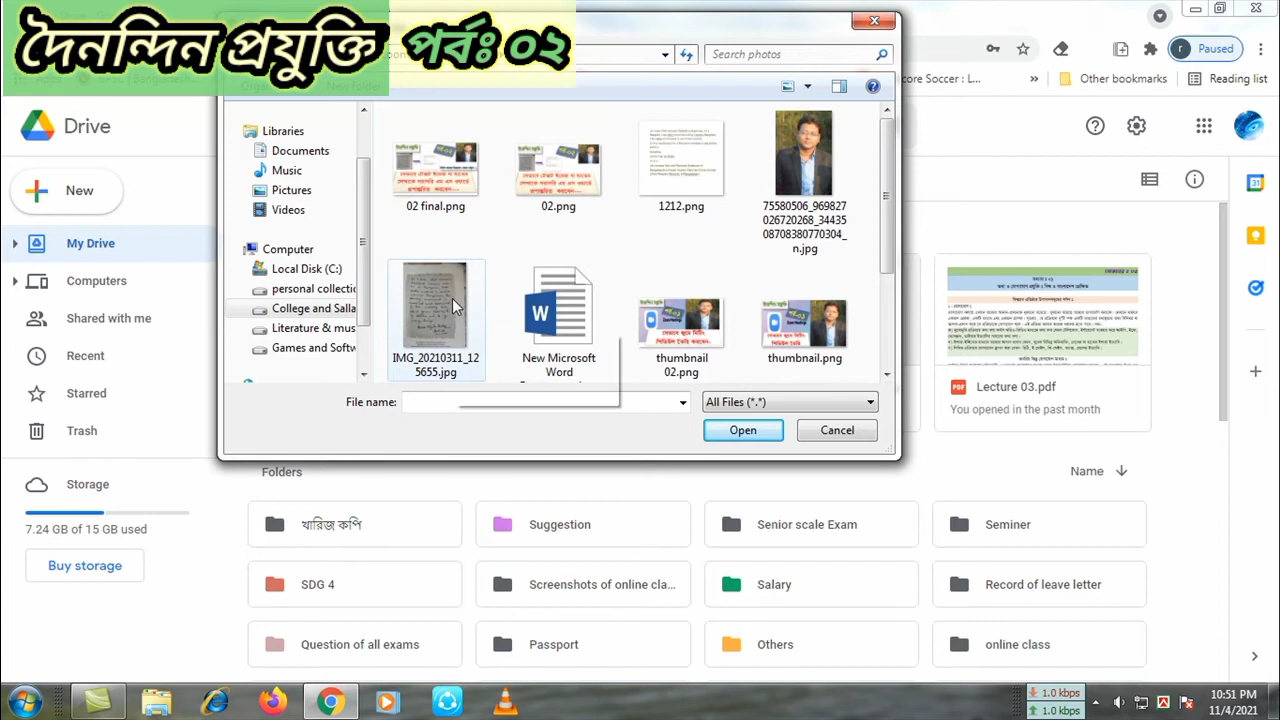 দৈনন্দিন প্রযুক্তি পর্বঃ ০২
Search photos
Paused
core Soccer : L...
Other bookmarks
Reading list
Drive
New
My Drive
Computers
Shared with me
Recent
Starred
Trash
Storage
7.24 GB of 15 GB used
Buy storage
Libraries
Documents
Music
Pictures
Videos
Computer
Local Disk (C:)
personal collectio
College and Salla
Literature & mus
Games and Softw
02 final.png
02.png
1212.png
75580506_969827
026720268_34435
08708380770304_
n.jpg
IMG_20210311_12
5655.jpg
New Microsoft
Word
thumbnail
02.png
thumbnail.png
File name:
All Files (*.*)
Open
Cancel
Lecture 03.pdf
You opened in the past month
Folders
Name
খারিজ কপি
Suggestion
Senior scale Exam
Seminer
SDG 4
Screenshots of online cla...
Salary
Record of leave letter
Question of all exams
Passport
Others
online class
1.0 kbps
1.0 kbps
10:51 PM
11/4/2021